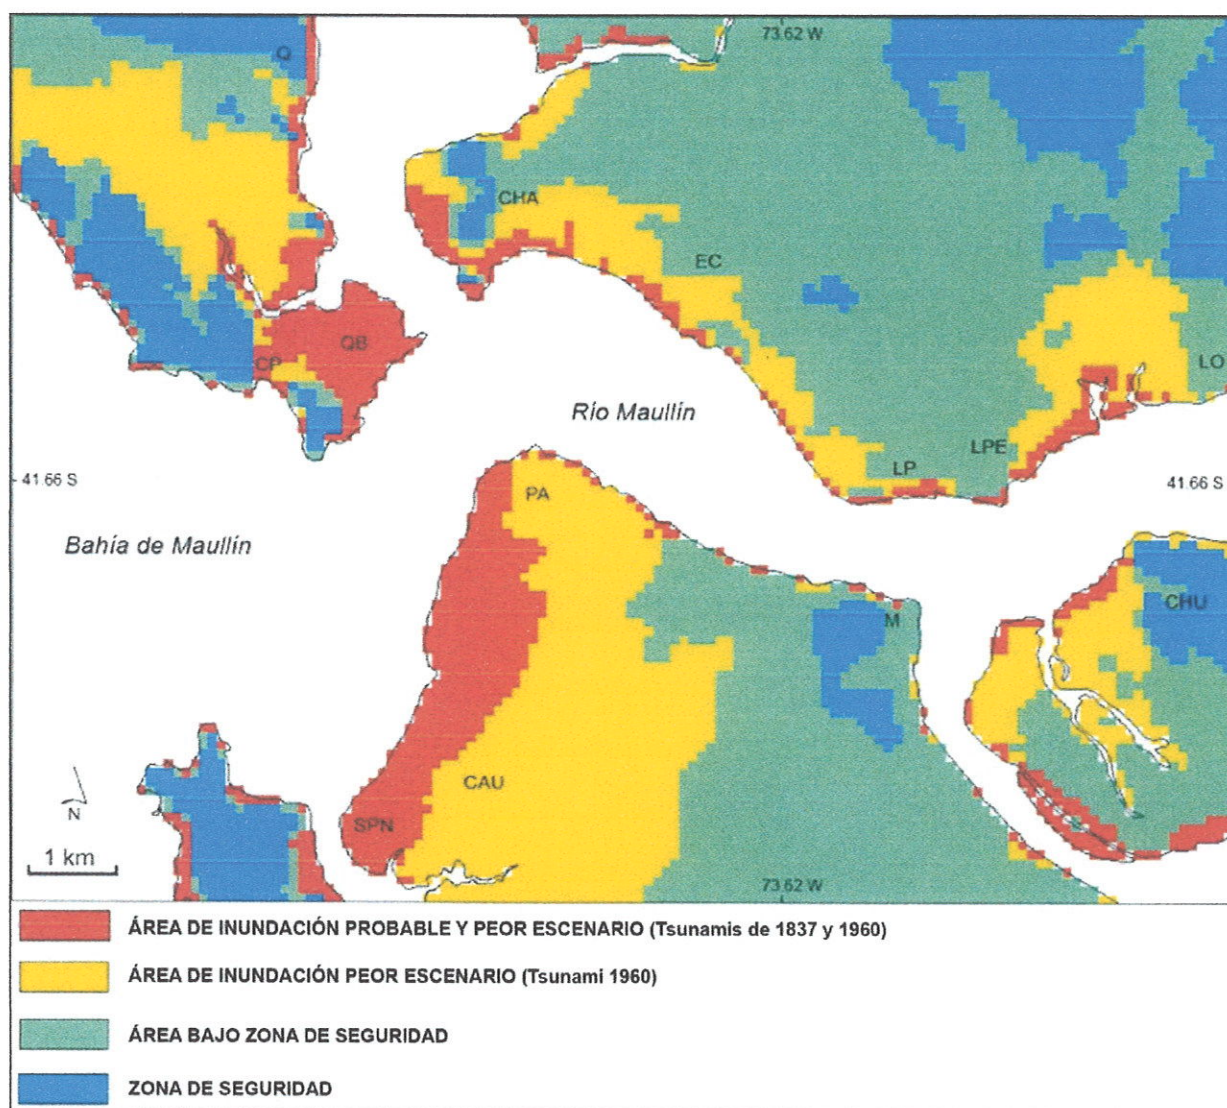 73.62 W
Q
CHA
EC
QB
CP
LO
Río Maullín
LPE
LP
41.66 S
41.66 S
PA
Bahía de Maullín
CHU
M
CAU
N
SPN
1 km
73.62 W
ÁREA DE INUNDACIÓN PROBABLE Y PEOR ESCENARIO (Tsunamis de 1837 y 1960)
ÁREA DE INUNDACIÓN PEOR ESCENARIO (Tsunami 1960)
ÁREA BAJO ZONA DE SEGURIDAD
ZONA DE SEGURIDAD